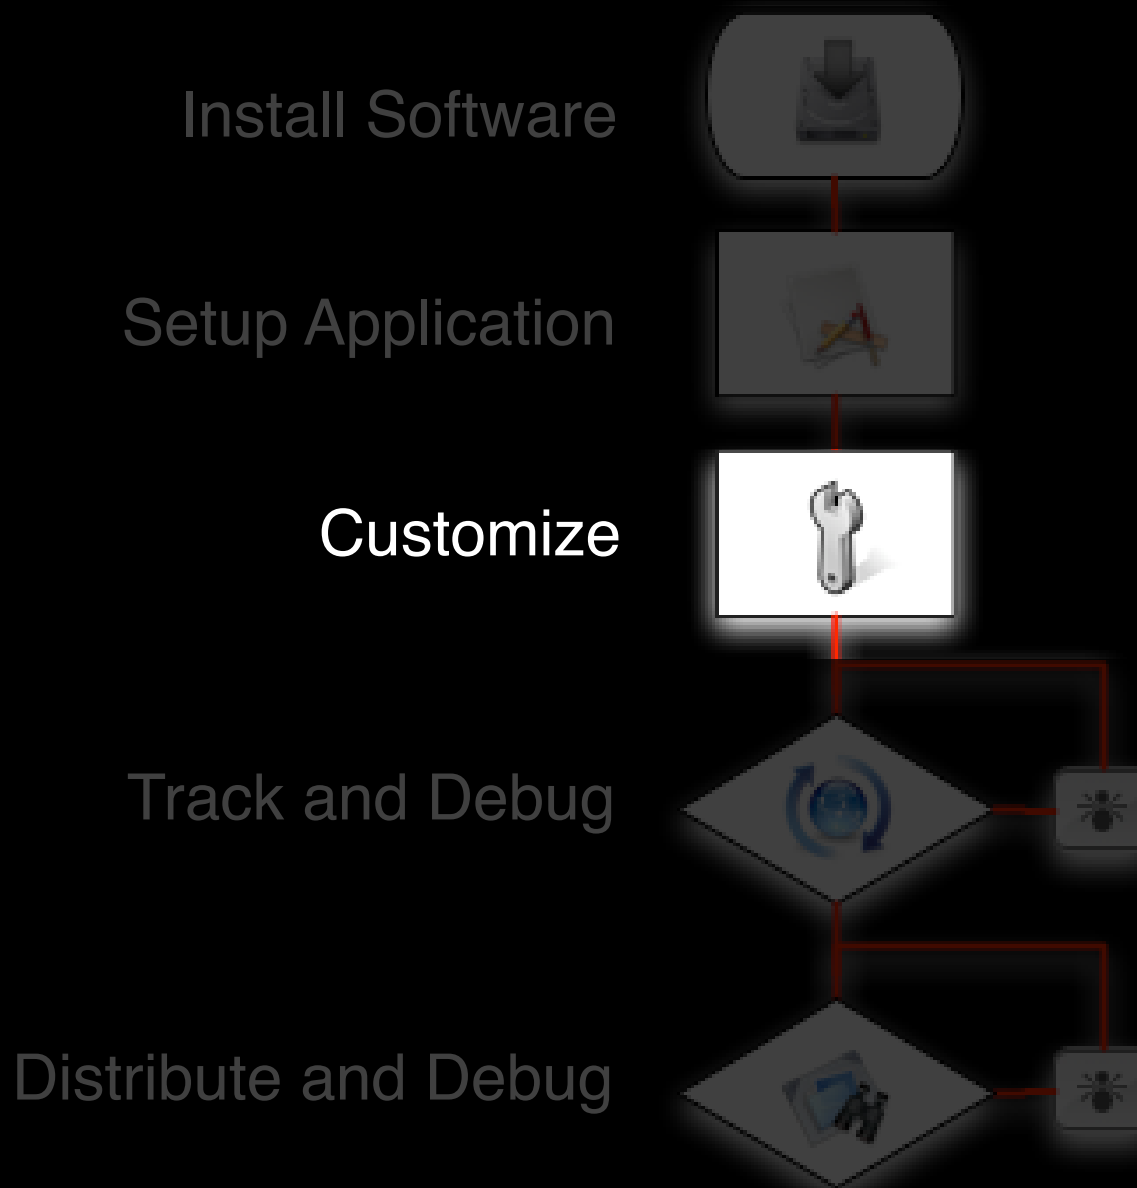 Install Software
Setup Application
Customize
Track and Debug
Distribute and Debug